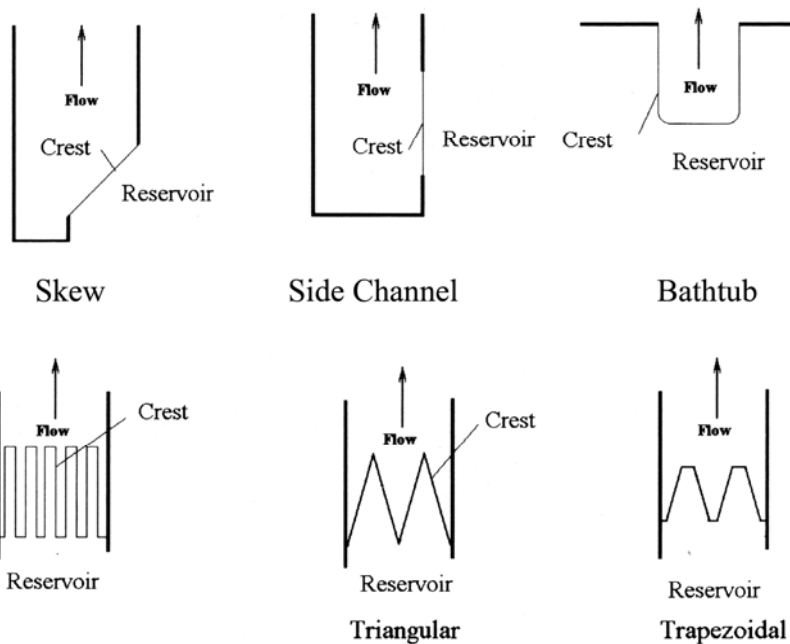 Flow
Crest
Reservoir
Skew
Flow
Crest
Reservoir
Side Channel
Flow
Crest
Reservoir
Bathtub
Flow
Crest
Reservoir
Flow
Crest
Reservoir
Triangular
Flow
Reservoir
Trapezoidal